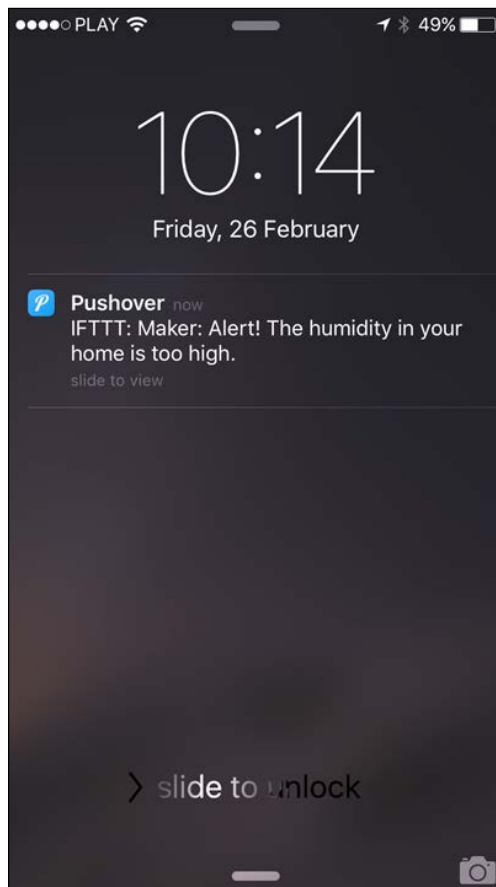 PLAY 49%
10:14
Friday, 26 February
Pushover now
IFTTT: Maker: Alert! The humidity in your
home is too high.
slide to view
slide to unlock